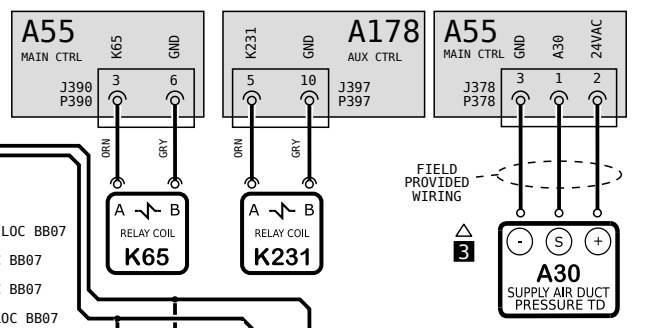 A55
MAIN CTRL
K65
GND
3
6
J390
P390
ORN
GRY
A
B
RELAY COIL
K65
A178
AUX CTRL
K231
GND
5
10
J397
P397
ORN
GRY
A
B
RELAY COIL
K231
A55
MAIN CTRL
GND
A30
24VAC
3
1
2
J378
P378
FIELD
PROVIDED
WIRING
3
-
S
+
A30
SUPPLY AIR DUCT
PRESSURE TD
LOC BB07
BB07
BB07
LOC BB07